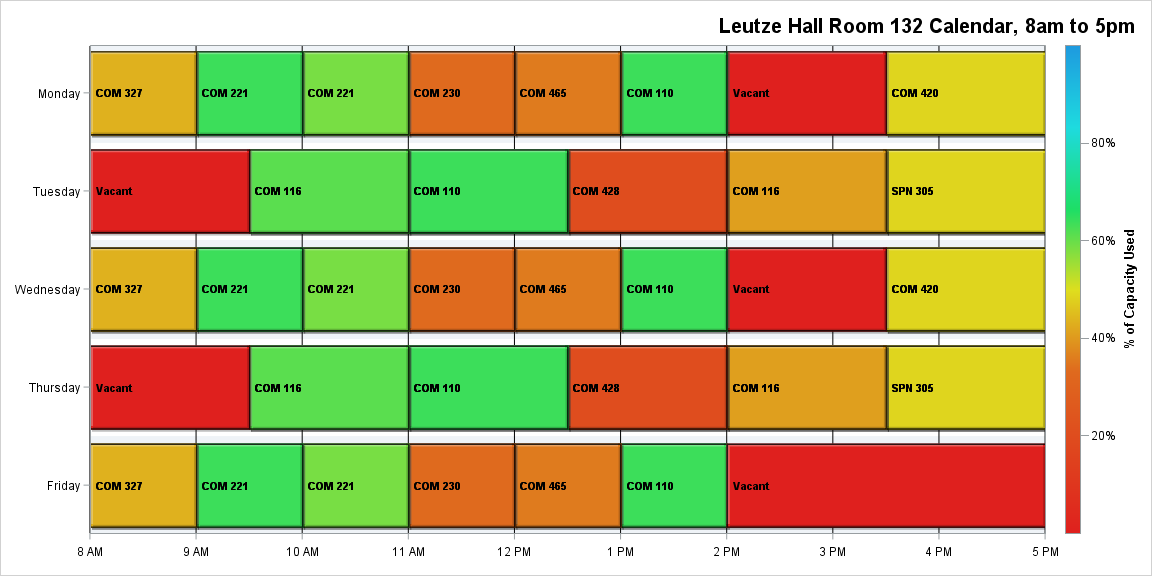 Leutze Hall Room 132 Calendar, 8am to 5pm
Monday COM 327 COM 221 COM 221 COM 230 COM 465 COM 110 Vacant COM 420
80%
Tuesday Vacant COM 116 COM 110 COM 428 COM 116 SPN 305
60%
Wednesday COM 327 COM 221 COM 221 COM 230 COM 465 COM 110 Vacant COM 420
% of Capacity Used
40%
Thursday Vacant COM 116 COM 110 COM 428 COM 116 SPN 305
20%
Friday COM 327 COM 221 COM 221 COM 230 COM 465 COM 110 Vacant
8 AM 9 AM 10 AM 11 AM 12 PM 1 PM 2 PM 3 PM 4 PM 5 PM